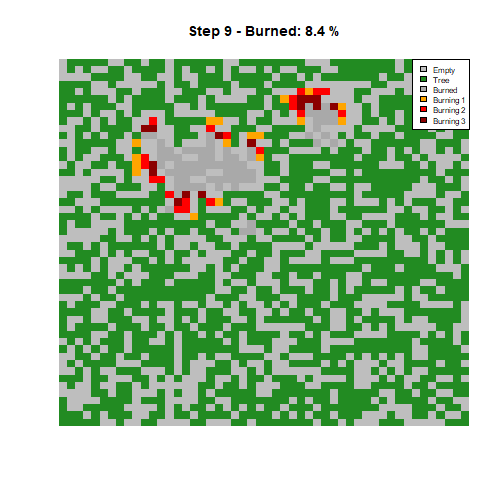 Step 9 - Burned: 8.4 %
Empty
Tree
Burned
Burning 1
Burning 2
Burning 3